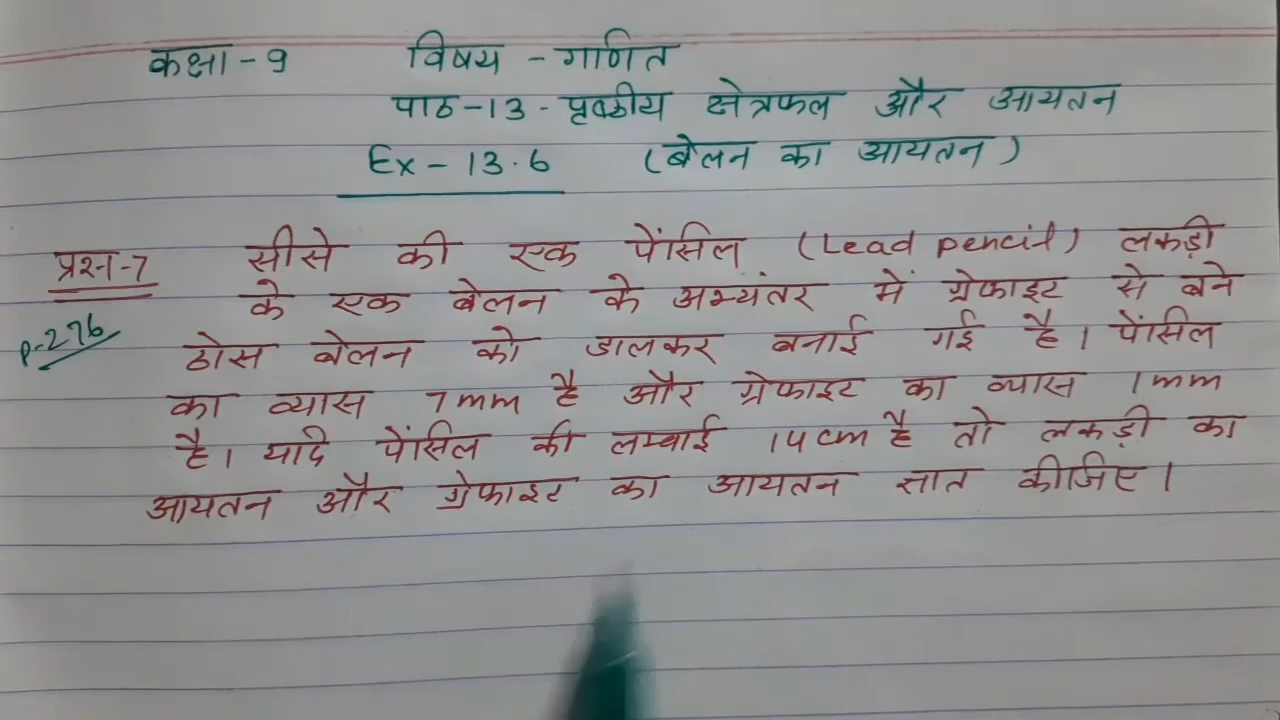 कक्षा - 9 विषय - गणित
पाठ-13 - पृष्ठीय क्षेत्रफल और आयतन
Ex - 13.6 (बेलन का आयतन)
प्रश्न-7 सीसे की एक पेंसिल (Lead pencil) लकड़ी
के एक बेलन के अभ्यंतर में ग्रेफाइट से बने
P-276 ठोस बेलन को डालकर बनाई गई है। पेंसिल
का व्यास 7mm है और ग्रेफाइट का व्यास 1mm
है। यदि पेंसिल की लम्बाई 14cm है तो लकड़ी का
आयतन और ग्रेफाइट का आयतन ज्ञात कीजिए।